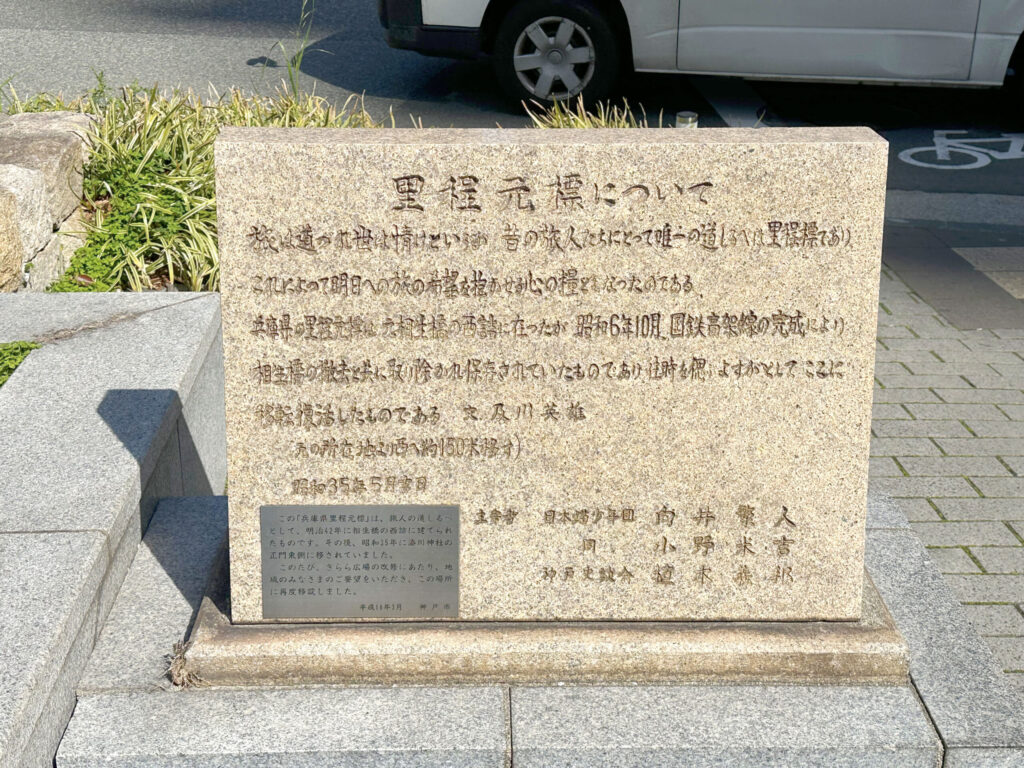 里程元標について
旅は道づれ世は情けというが 昔の旅人たちにとって唯一の道しるべは里程標であり
これによって明日への旅の希望を抱かせる心の糧ともなったのである
兵庫県の里程元標は 元相生橋の西詰に在ったが 昭和6年10月、国鉄高架線の完成により
相生橋の撤去と共に取り除かれ保存されていたものであり 往時を偲ぶよすがとして ここに
移転復活したものである 文 及川英雄
元の所在地より西へ約150米移す)
昭和35年5月吉日
主幹者 日本路少年団 向井 繁人
同 小野米吉
神戸史談会 植木義邦
この「兵庫県里程元標」は、旅人の道しるべ
として、明治42年に相生橋の西詰に建てられ
たものです。その後、昭和35年に湊川神社の
正門東側に移されていました。
このたび、きらら広場の改修にあたり、地
域のみなさまのご要望をいただき、この場所
に再度移設しました。
平成16年3月 神戸市